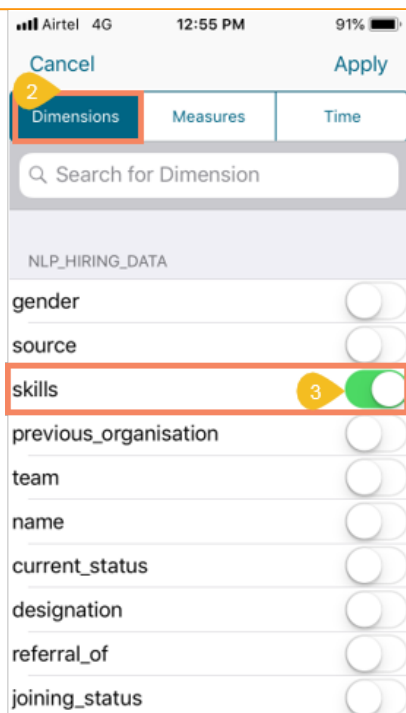 Airtel 4G 12:55 PM 91%
Cancel Apply
2
Dimensions Measures Time
Search for Dimension
NLP_HIRING_DATA
gender
source
skills 3
previous_organisation
team
name
current_status
designation
referral_of
joining_status